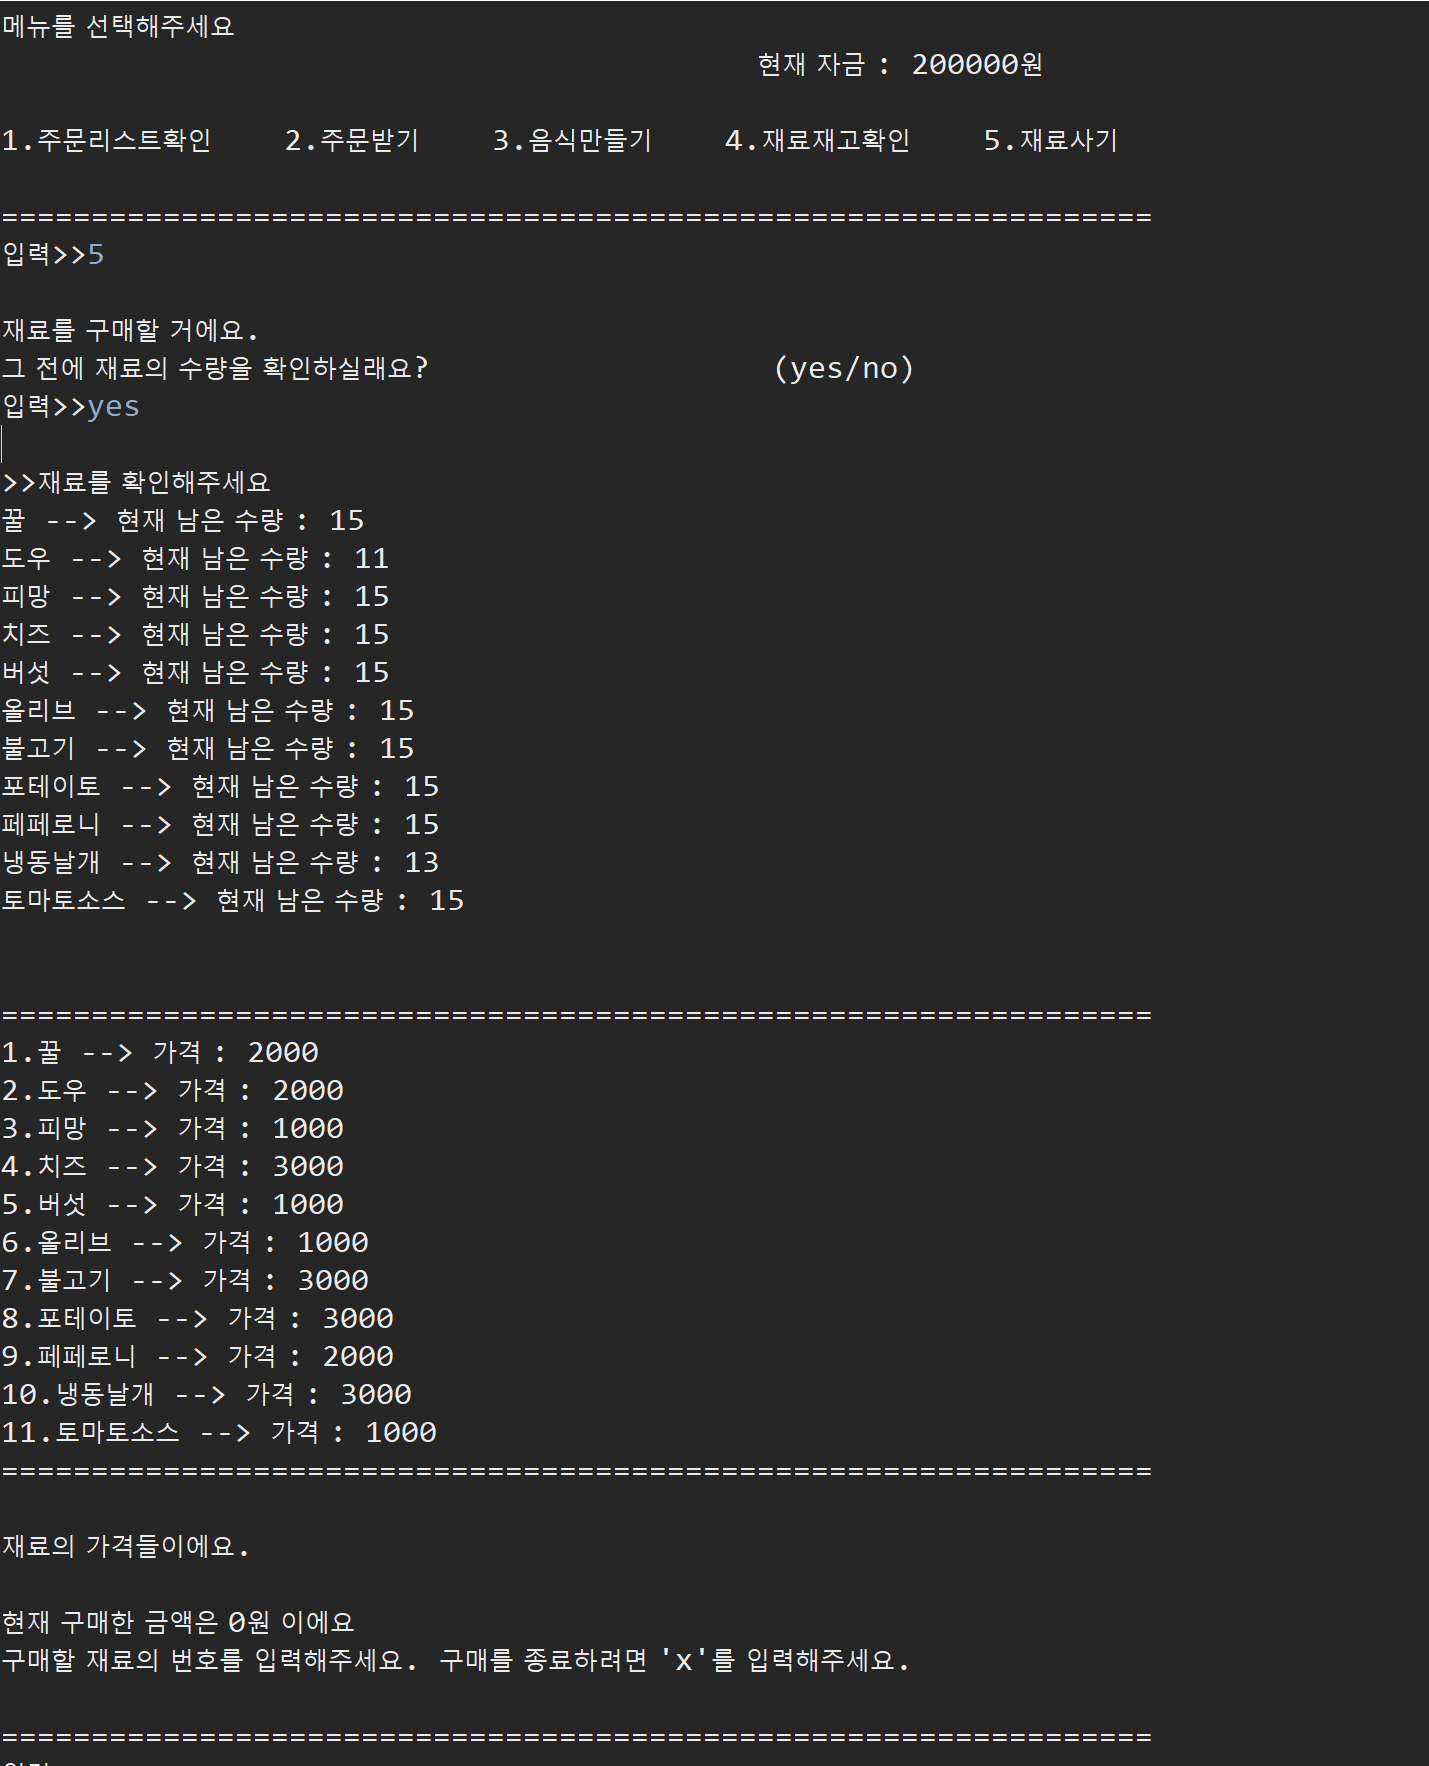 메뉴를 선택해주세요
현재 자금 : 200000원
1.주문리스트확인 2.주문받기 3.음식만들기 4.재료재고확인 5.재료사기
================================================================
입력>>5
재료를 구매할 거에요.
그 전에 재료의 수량을 확인하실래요? (yes/no)
입력>>yes
>>재료를 확인해주세요
꿀 --> 현재 남은 수량 : 15
도우 --> 현재 남은 수량 : 11
피망 --> 현재 남은 수량 : 15
치즈 --> 현재 남은 수량 : 15
버섯 --> 현재 남은 수량 : 15
올리브 --> 현재 남은 수량 : 15
불고기 --> 현재 남은 수량 : 15
포테이토 --> 현재 남은 수량 : 15
페페로니 --> 현재 남은 수량 : 15
냉동날개 --> 현재 남은 수량 : 13
토마토소스 --> 현재 남은 수량 : 15
================================================================
1.꿀 --> 가격 : 2000
2.도우 --> 가격 : 2000
3.피망 --> 가격 : 1000
4.치즈 --> 가격 : 3000
5.버섯 --> 가격 : 1000
6.올리브 --> 가격 : 1000
7.불고기 --> 가격 : 3000
8.포테이토 --> 가격 : 3000
9.페페로니 --> 가격 : 2000
10.냉동날개 --> 가격 : 3000
11.토마토소스 --> 가격 : 1000
================================================================
재료의 가격들이에요.
현재 구매한 금액은 0원 이에요
구매할 재료의 번호를 입력해주세요. 구매를 종료하려면 'x'를 입력해주세요.
================================================================